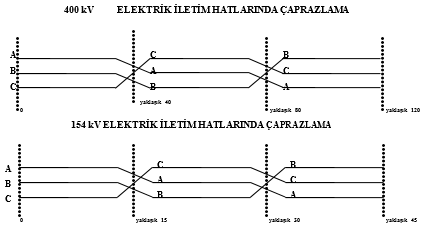 400 kV ELEKTRİK İLETİM HATLARINDA ÇAPRAZLAMA
A C B
B A C
C B A
0 yaklaşık 40 yaklaşık 80 yaklaşık 120
154 kV ELEKTRİK İLETİM HATLARINDA ÇAPRAZLAMA
A C B
B A C
C B A
0 yaklaşık 15 yaklaşık 30 yaklaşık 45